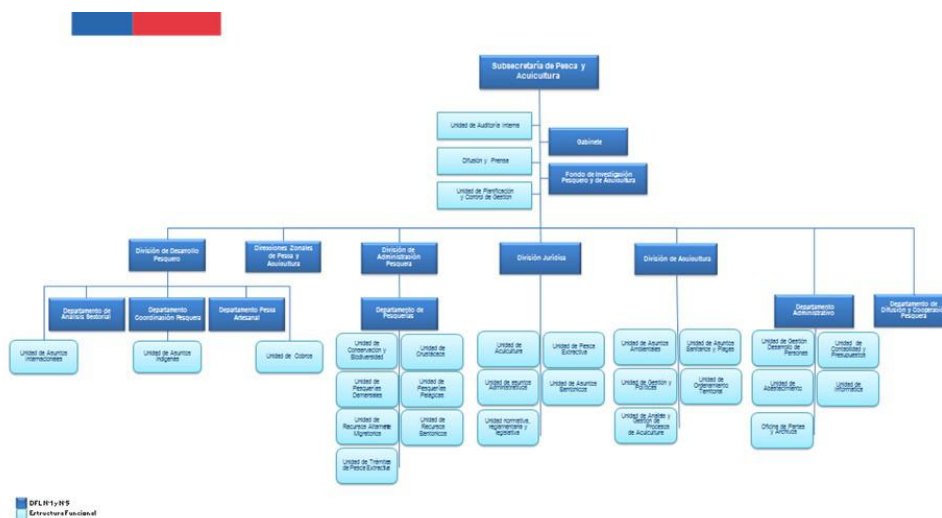 Subsecretaría de Pesca y
Acuicultura
Unidad de Auditoría Interna
Gabinete
Difusión y Prensa
Fondo de Investigación
Pesquero y de Acuicultura
Unidad de Planificación
y Control de Gestión
División de Desarrollo
Pesquero
Direcciones Zonales
de Pesca y
Acuicultura
División de
Administración
Pesquera
División Jurídica
División de Acuicultura
Departamento de
Análisis Sectorial
Departamento
Coordinación Pesquera
Departamento Pesca
Artesanal
Departamento
de Pesquerías
Departamento
Administrativo
Departamento de
Difusión y Cooperación
Pesquera
Unidad de Asuntos
Internacionales
Unidad de Asuntos
Indígenas
Unidad de Cobros
Unidad de
Conservación y
Biodiversidad
Unidad de
Crustáceos
Unidad de
Pesquerías
Demersales
Unidad de
Pesquerías
Pelágicas
Unidad de
Recursos Altamente
Migratorios
Unidad de
Recursos
Bentónicos
Unidad de Trámites
de Pesca Extractiva
Unidad de
Acuicultura
Unidad de Pesca
Extractiva
Unidad de asuntos
Administrativos
Unidad de Asuntos
Bentónicos
Unidad normativa,
reglamentaria y
legislativa
Unidad de Asuntos
Ambientales
Unidad de Asuntos
Sanitarios y Plagas
Unidad de Gestión y
Políticas
Unidad de
Ordenamiento
Territorial
Unidad de Análisis y
Gestión de
Procesos
de Acuicultura
Unidad de Gestión
Desarrollo de
Personas
Unidad de
Contabilidad y
Presupuestos
Unidad de
Abastecimiento
Unidad de
Informática
Oficina de Partes
y Archivos
DFL Nº1 y Nº5
Estructura Funcional